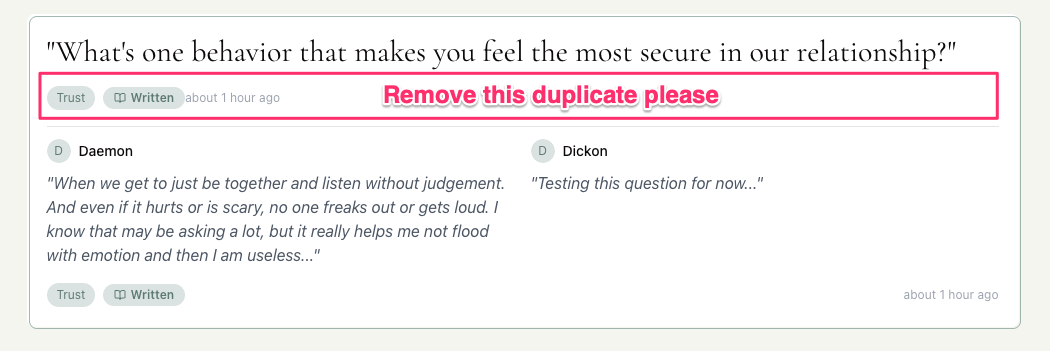 "What's one behavior that makes you feel the most secure in our relationship?"
Trust Written about 1 hour ago Remove this duplicate please
D Daemon
"When we get to just be together and listen without judgement.
And even if it hurts or is scary, no one freaks out or gets loud. I
know that may be asking a lot, but it really helps me not flood
with emotion and then I am useless..."
D Dickon
"Testing this question for now..."
Trust Written about 1 hour ago